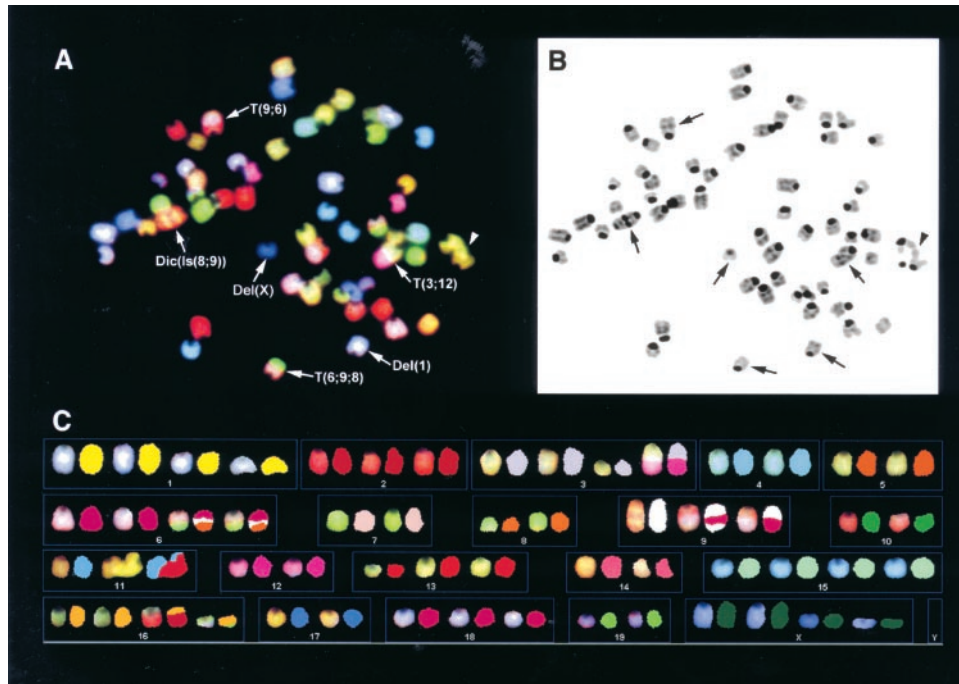 A
B
T(9;6)
Dic(Is(8;9))
Del(X)
T(3;12)
Del(1)
T(6;9;8)
C
1 2 3 4 5
6 7 8 9 10
11 12 13 14 15
16 17 18 19 X Y